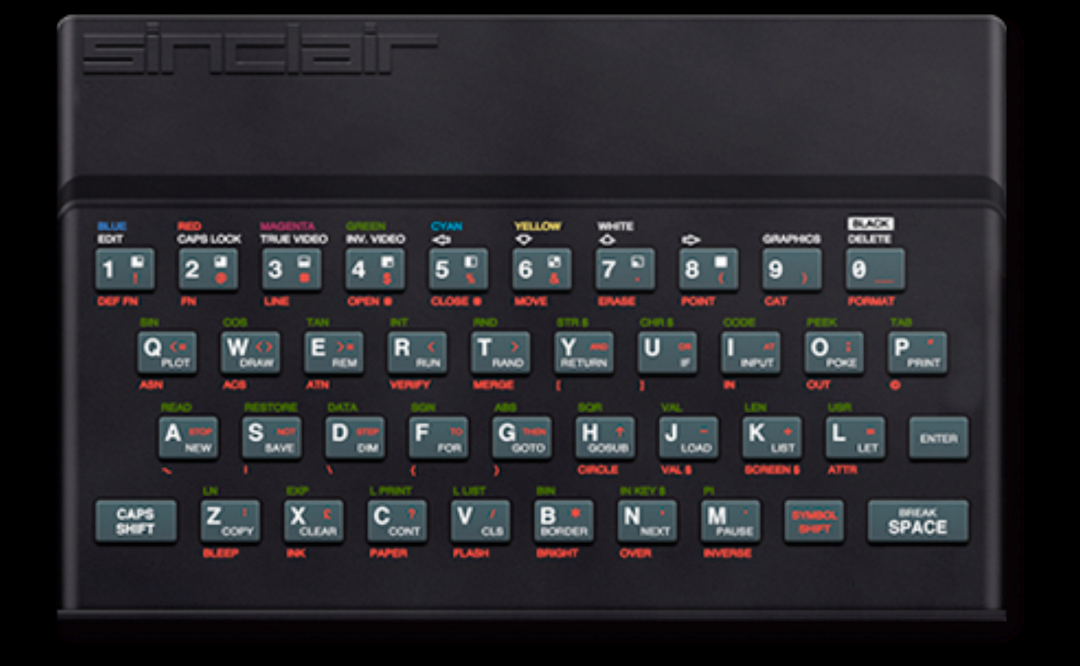 sinclair
BLUE RED MAGENTA GREEN CYAN YELLOW WHITE BLACK
EDIT CAPS LOCK TRUE VIDEO INV. VIDEO GRAPHICS DELETE
1 ! 2 @ 3 # 4 $ 5 % 6 & 7 ' 8 ( 9 ) 0 _
DEF FN FN LINE OPEN # CLOSE # MOVE ERASE POINT CAT FORMAT
SIN COS TAN INT RND STR $ CHR $ CODE PEEK TAB
Q <= W <> E >= R < T > Y AND U OR I AT O ; P "
PLOT DRAW REM RUN RAND RETURN IF INPUT POKE PRINT
ASN ACS ATN VERIFY MERGE [ ] IN OUT ©
READ RESTORE DATA SGN ABS SQR VAL LEN USR
A STOP S NOT D STEP F TO G THEN H ↑ J - K + L =
NEW SAVE DIM FOR GOTO GOSUB LOAD LIST LET ENTER
~ | \ { } CIRCLE VAL $ SCREEN $ ATTR
LN EXP L PRINT L LIST BIN IN KEY $ PI
CAPS SHIFT Z : X £ C ? V / B * N , M . SYMBOL SHIFT BREAK SPACE
COPY CLEAR CONT CLS BORDER NEXT PAUSE
BLEEP INK PAPER FLASH BRIGHT OVER INVERSE